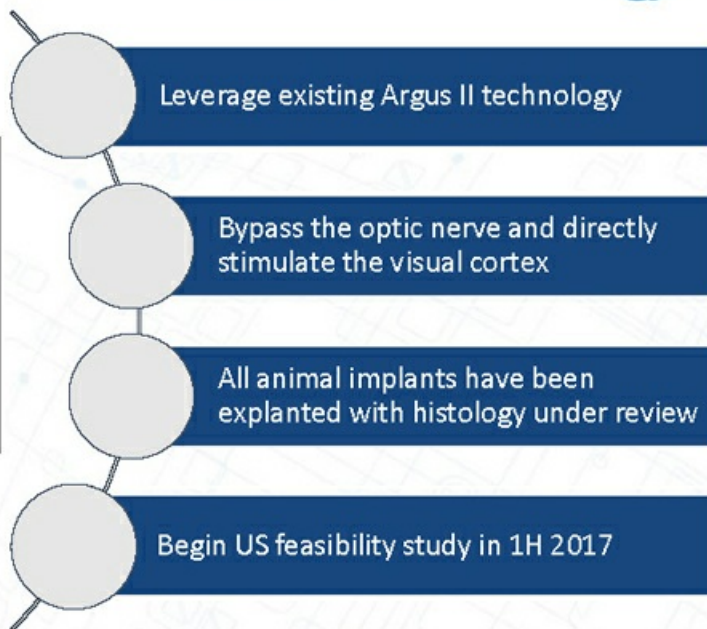 Leverage existing Argus II technology
Bypass the optic nerve and directly
stimulate the visual cortex
All animal implants have been
explanted with histology under review
Begin US feasibility study in 1H 2017